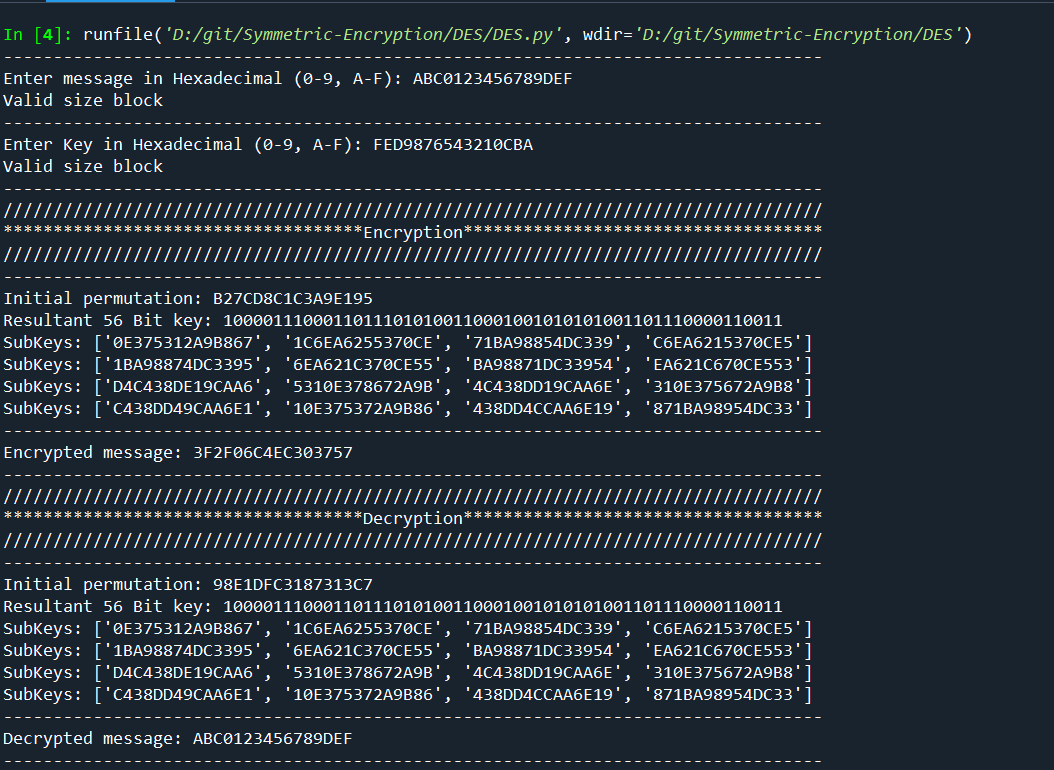 In [4]: runfile('D:/git/Symmetric-Encryption/DES/DES.py', wdir='D:/git/Symmetric-Encryption/DES')
----------------------------------------------------------------------------------
Enter message in Hexadecimal (0-9, A-F): ABC0123456789DEF
Valid size block
----------------------------------------------------------------------------------
Enter Key in Hexadecimal (0-9, A-F): FED9876543210CBA
Valid size block
----------------------------------------------------------------------------------
//////////////////////////////////////////////////////////////////////////////////
************************************Encryption************************************
//////////////////////////////////////////////////////////////////////////////////
----------------------------------------------------------------------------------
Initial permutation: B27CD8C1C3A9E195
Resultant 56 Bit key: 10000111000110111010100110001001010101001101110000110011
SubKeys: ['0E375312A9B867', '1C6EA6255370CE', '71BA98854DC339', 'C6EA6215370CE5']
SubKeys: ['1BA98874DC3395', '6EA621C370CE55', 'BA98871DC33954', 'EA621C670CE553']
SubKeys: ['D4C438DE19CAA6', '5310E378672A9B', '4C438DD19CAA6E', '310E375672A9B8']
SubKeys: ['C438DD49CAA6E1', '10E375372A9B86', '438DD4CCAA6E19', '871BA98954DC33']
----------------------------------------------------------------------------------
Encrypted message: 3F2F06C4EC303757
----------------------------------------------------------------------------------
//////////////////////////////////////////////////////////////////////////////////
************************************Decryption************************************
//////////////////////////////////////////////////////////////////////////////////
----------------------------------------------------------------------------------
Initial permutation: 98E1DFC3187313C7
Resultant 56 Bit key: 10000111000110111010100110001001010101001101110000110011
SubKeys: ['0E375312A9B867', '1C6EA6255370CE', '71BA98854DC339', 'C6EA6215370CE5']
SubKeys: ['1BA98874DC3395', '6EA621C370CE55', 'BA98871DC33954', 'EA621C670CE553']
SubKeys: ['D4C438DE19CAA6', '5310E378672A9B', '4C438DD19CAA6E', '310E375672A9B8']
SubKeys: ['C438DD49CAA6E1', '10E375372A9B86', '438DD4CCAA6E19', '871BA98954DC33']
----------------------------------------------------------------------------------
Decrypted message: ABC0123456789DEF
----------------------------------------------------------------------------------